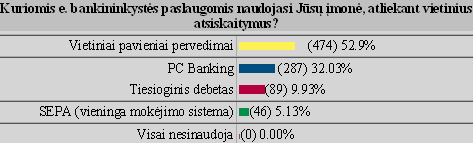 Kuriomis e. bankininkystės paslaugomis naudojasi Jūsų įmonė, atliekant vietinius
atsiskaitymus?
Vietiniai pavieniai pervedimai (474) 52.9%
PC Banking (287) 32.03%
Tiesioginis debetas (89) 9.93%
SEPA (vieninga mokėjimo sistema) (46) 5.13%
Visai nesinaudoja (0) 0.00%